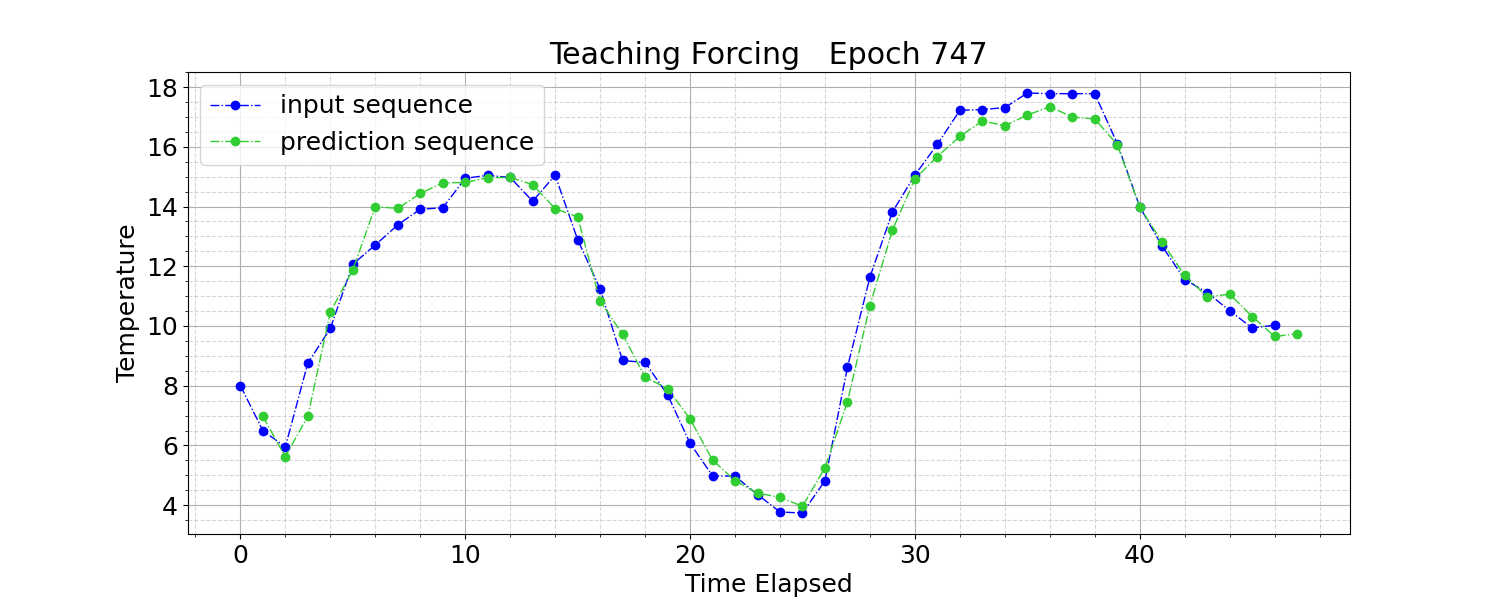 Teaching Forcing   Epoch 747
input sequence
prediction sequence
Temperature
18
16
14
12
10
8
6
4
0 10 20 30 40
Time Elapsed